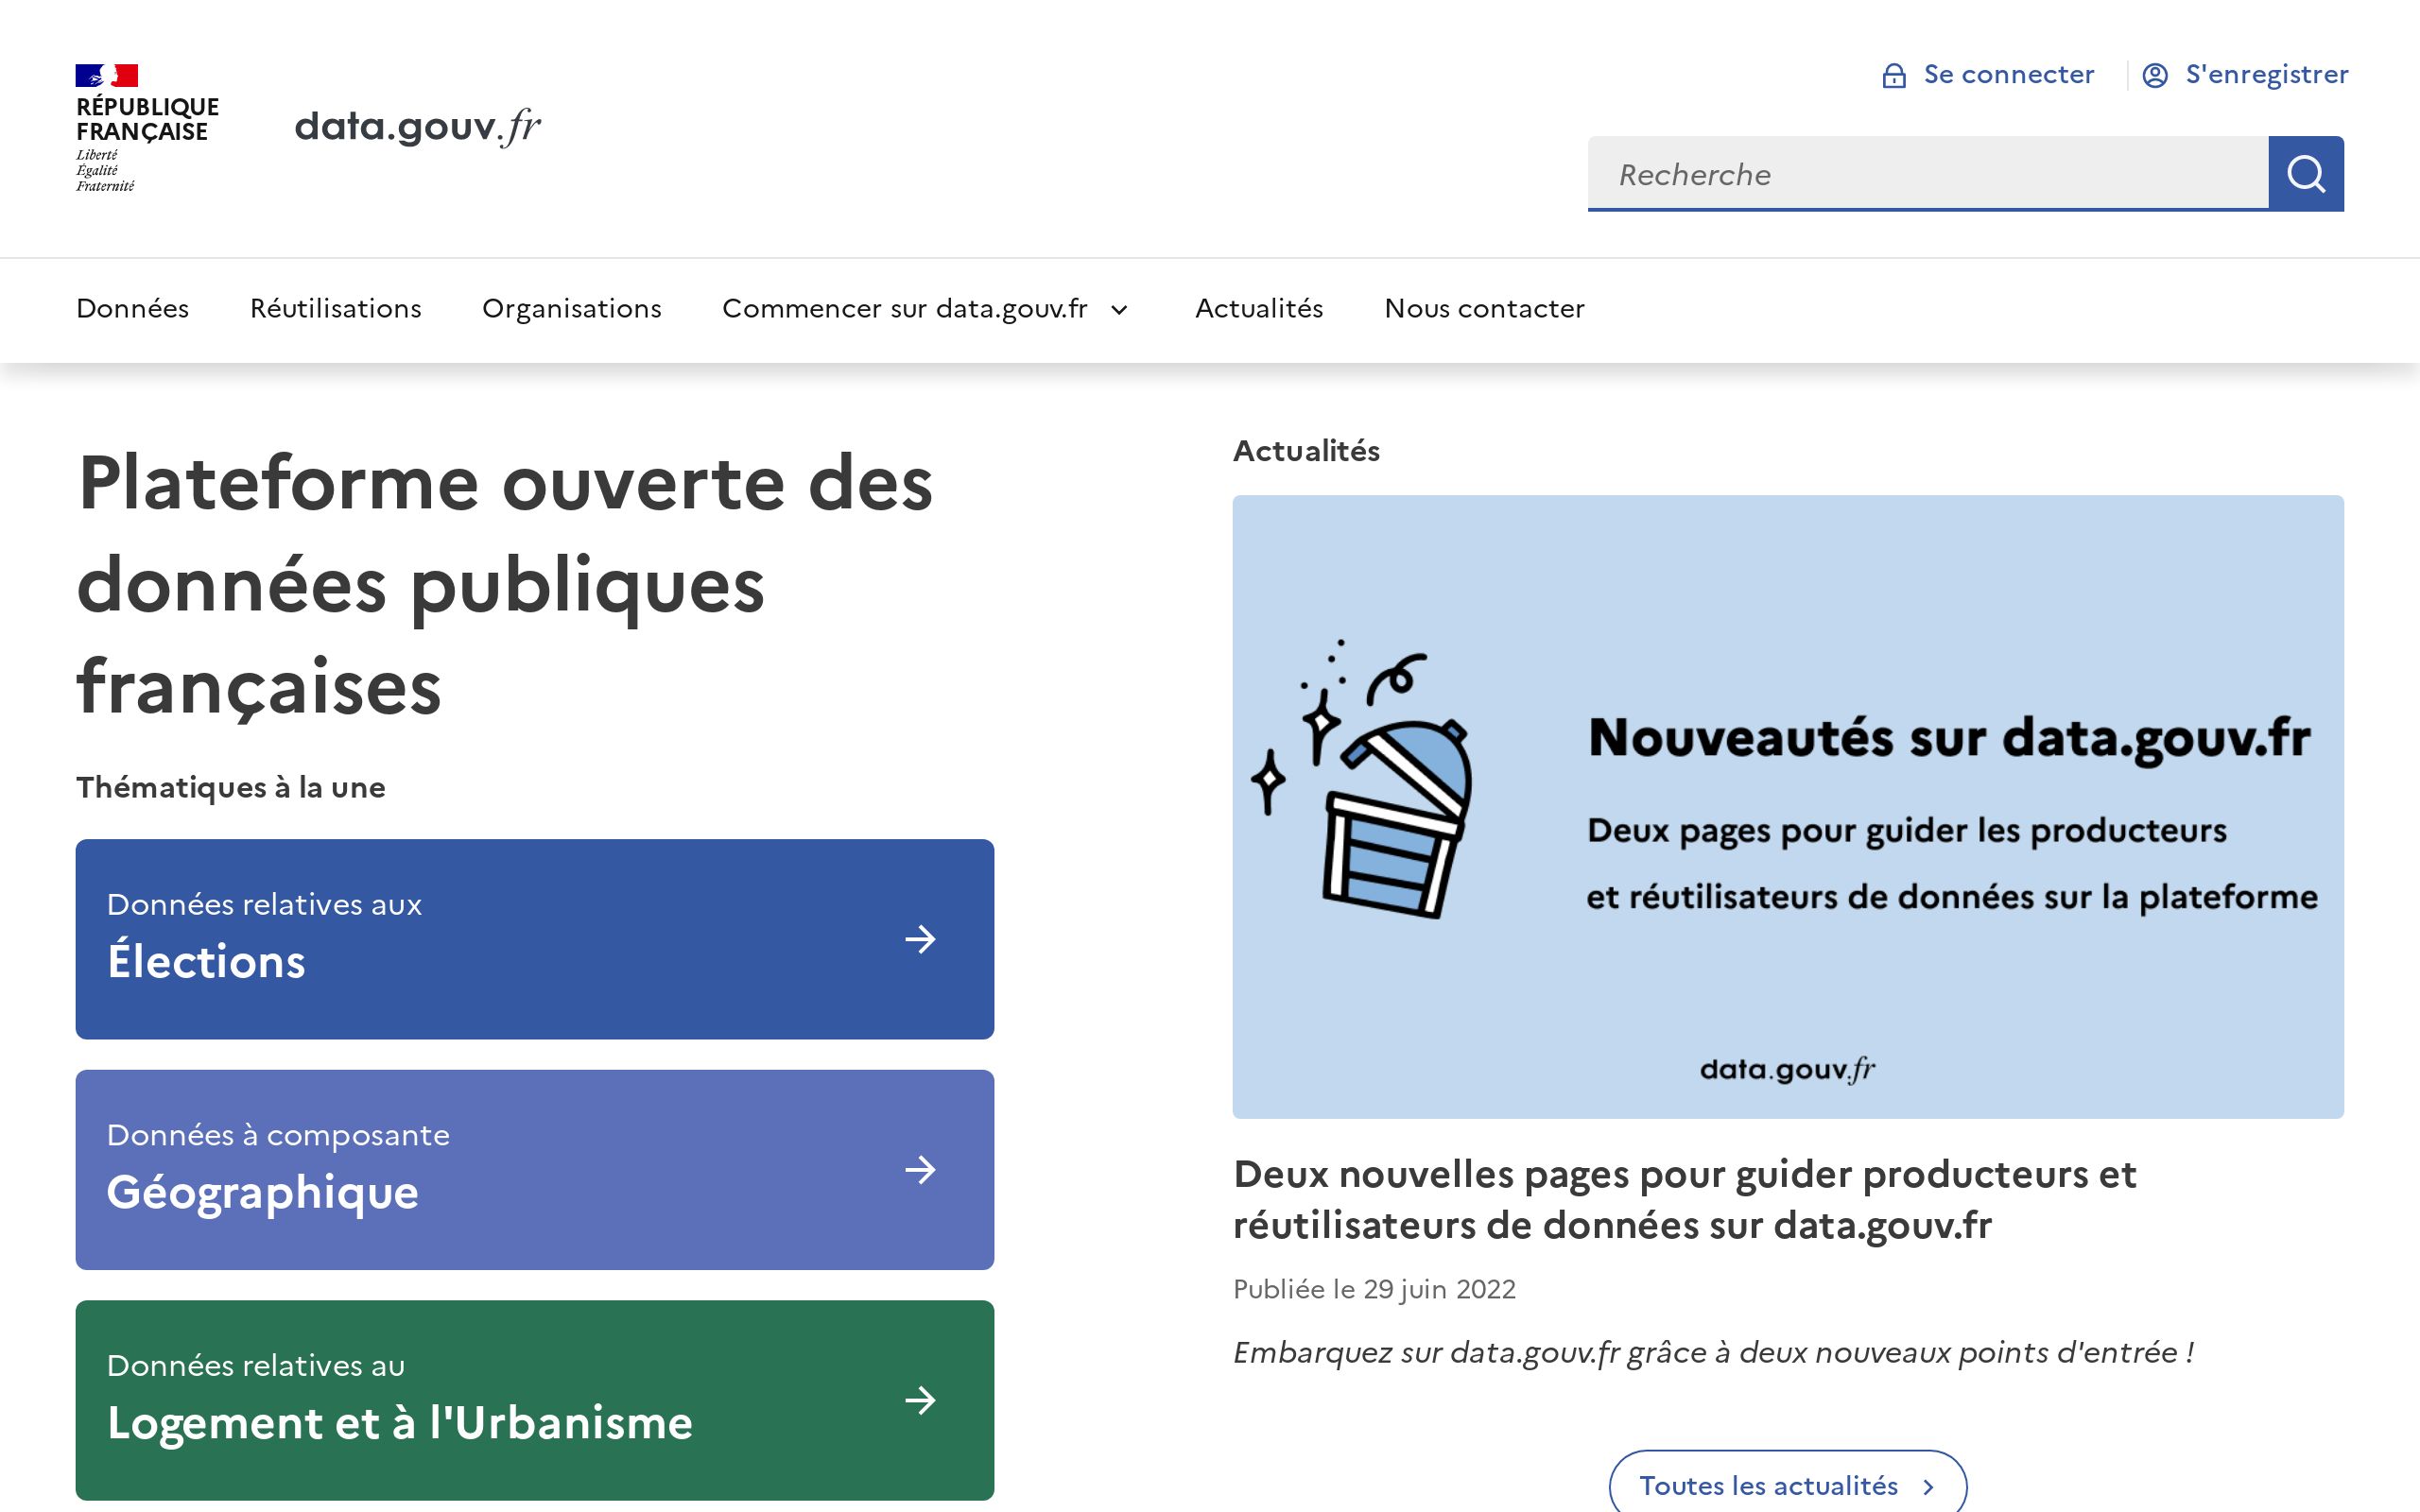 RÉPUBLIQUE
FRANÇAISE
Liberté
Égalité
Fraternité
data.gouv.fr
Se connecter
S'enregistrer
Recherche
Données
Réutilisations
Organisations
Commencer sur data.gouv.fr
Actualités
Nous contacter
Plateforme ouverte des
données publiques
françaises
Thématiques à la une
Données relatives aux
Élections
Données à composante
Géographique
Données relatives au
Logement et à l'Urbanisme
Actualités
Nouveautés sur data.gouv.fr
Deux pages pour guider les producteurs
et réutilisateurs de données sur la plateforme
data.gouv.fr
Deux nouvelles pages pour guider producteurs et
réutilisateurs de données sur data.gouv.fr
Publiée le 29 juin 2022
Embarquez sur data.gouv.fr grâce à deux nouveaux points d'entrée !
Toutes les actualités